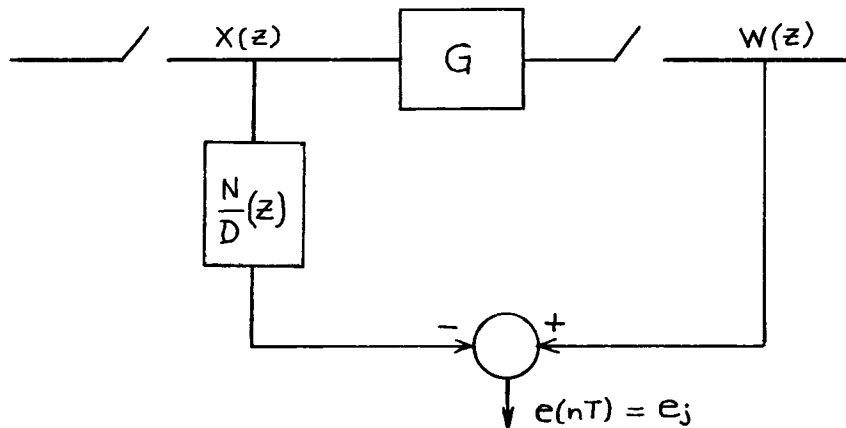 X(z)
G
W(z)
N
D
(z)
-
+
e(nT) = ej